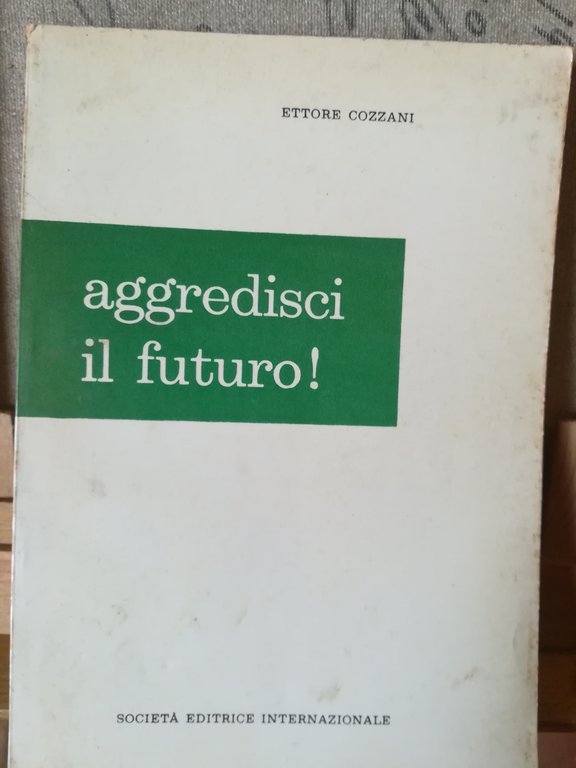 ETTORE COZZANI
aggredisci
il futuro!
SOCIETÀ EDITRICE INTERNAZIONALE